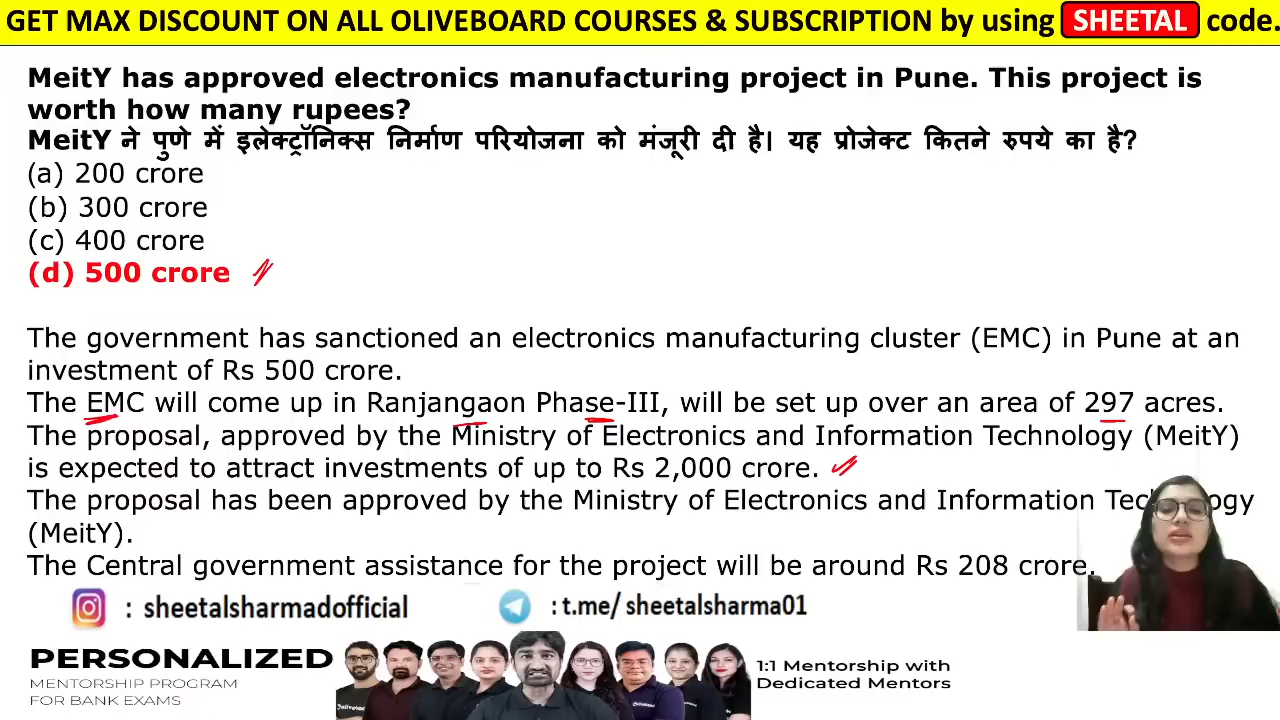 GET MAX DISCOUNT ON ALL OLIVEBOARD COURSES & SUBSCRIPTION by using SHEETAL code.
MeitY has approved electronics manufacturing project in Pune. This project is
worth how many rupees?
MeitY ने पुणे में इलेक्ट्रॉनिक्स निर्माण परियोजना को मंजूरी दी है। यह प्रोजेक्ट कितने रुपये का है?
(a) 200 crore
(b) 300 crore
(c) 400 crore
(d) 500 crore
The government has sanctioned an electronics manufacturing cluster (EMC) in Pune at an
investment of Rs 500 crore.
The EMC will come up in Ranjangaon Phase-III, will be set up over an area of 297 acres.
The proposal, approved by the Ministry of Electronics and Information Technology (MeitY)
is expected to attract investments of up to Rs 2,000 crore.
The proposal has been approved by the Ministry of Electronics and Information Technology
(MeitY).
The Central government assistance for the project will be around Rs 208 crore.
: sheetalsharmadofficial
: t.me/ sheetalsharma01
PERSONALIZED
MENTORSHIP PROGRAM
FOR BANK EXAMS
1:1 Mentorship with
Dedicated Mentors